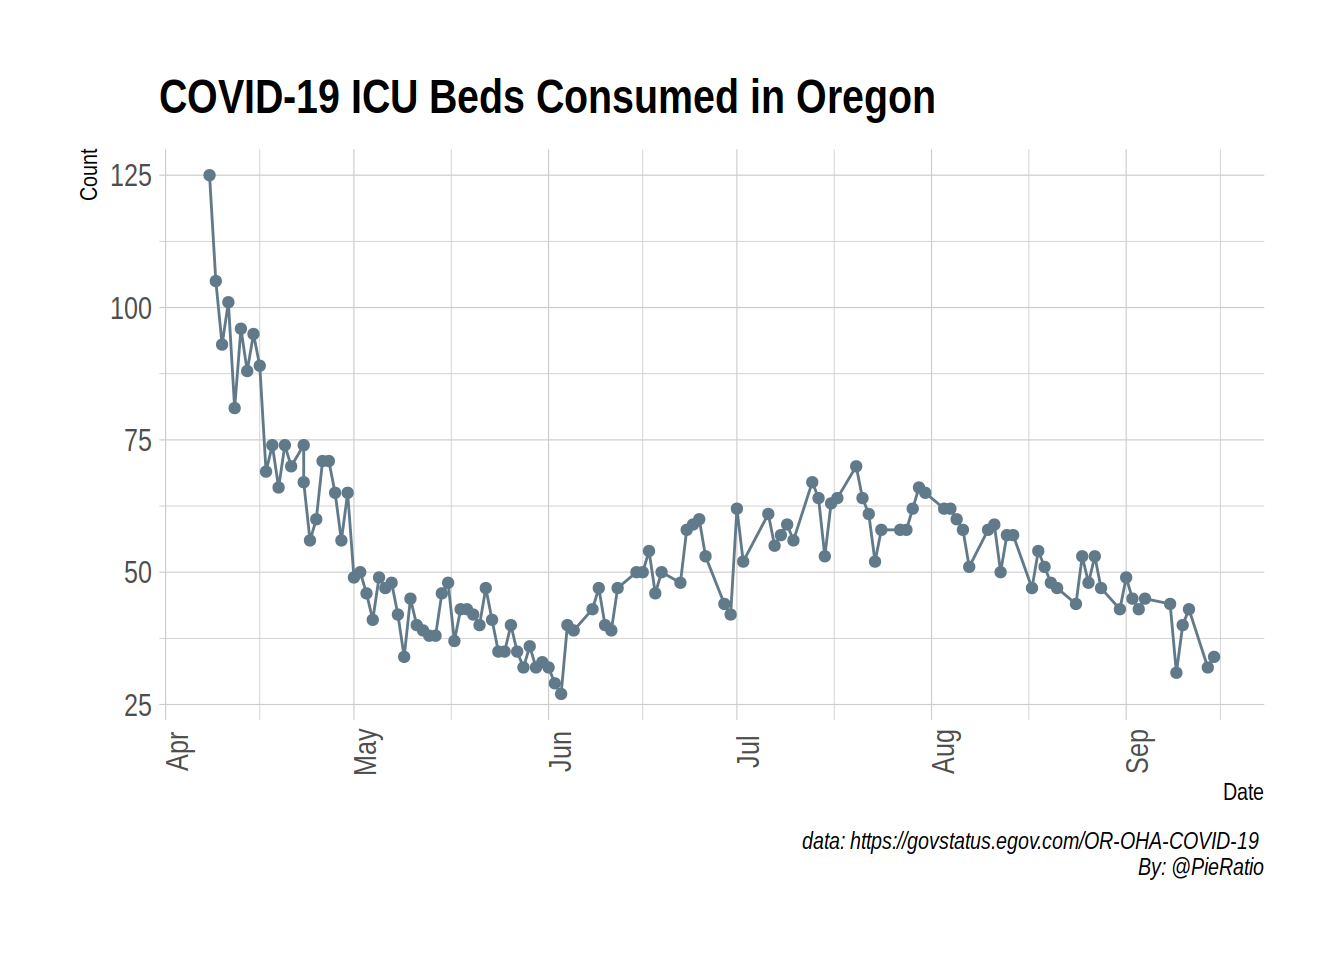 COVID-19 ICU Beds Consumed in Oregon
Count
125
100
75
50
25
Apr
May
Jun
Jul
Aug
Sep
Date
data: https://govstatus.egov.com/OR-OHA-COVID-19
By: @PieRatio